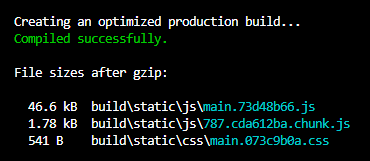 Creating an optimized production build...
Compiled successfully.
File sizes after gzip:
46.6 kB  build\static\js\main.73d48b66.js
1.78 kB  build\static\js\787.cda612ba.chunk.js
541 B    build\static\css\main.073c9b0a.css